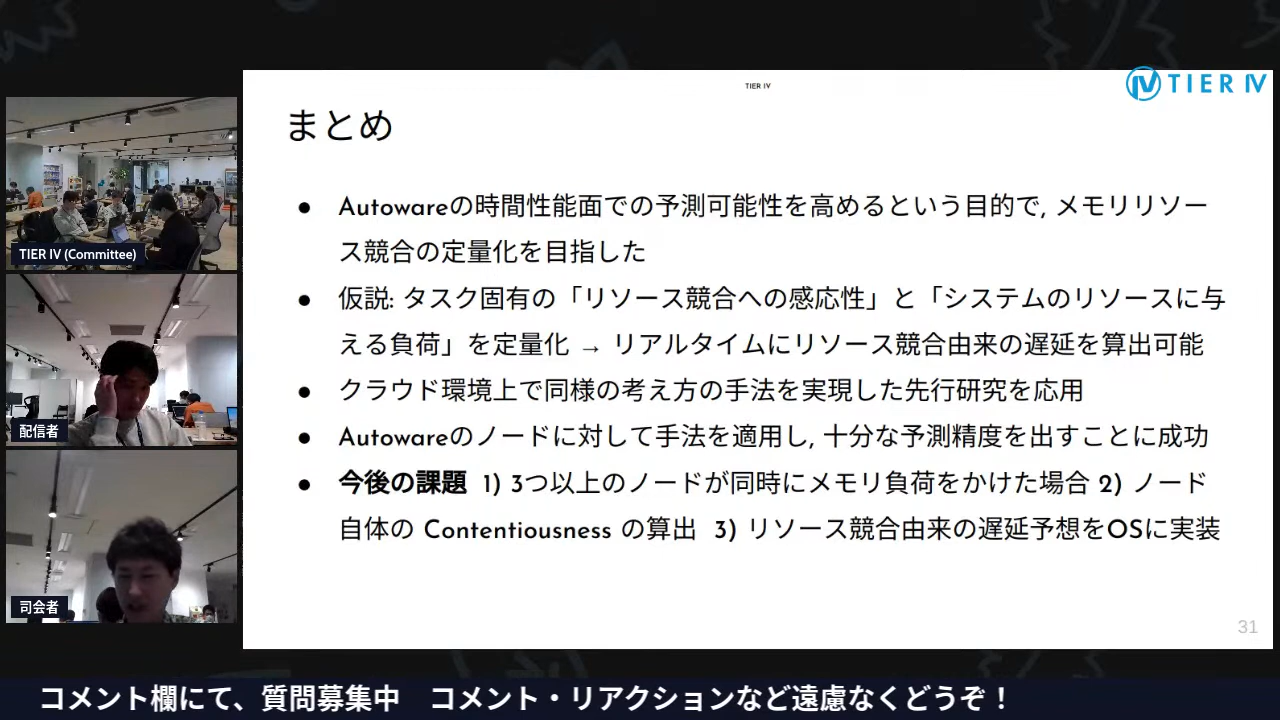 TIER IV
TIER IV
まとめ
● Autowareの時間性能面での予測可能性を高めるという目的で, メモリリソー
ス競合の定量化を目指した
● 仮説: タスク固有の「リソース競合への感応性」と「システムのリソースに与
える負荷」を定量化 → リアルタイムにリソース競合由来の遅延を算出可能
● クラウド環境上で同様の考え方の手法を実現した先行研究を応用
● Autowareのノードに対して手法を適用し, 十分な予測精度を出すことに成功
● 今後の課題 1) 3つ以上のノードが同時にメモリ負荷をかけた場合 2) ノード
自体の Contentiousness の算出 3) リソース競合由来の遅延予想をOSに実装
31
TIER IV (Committee)
配信者
司会者
コメント欄にて、質問募集中 コメント・リアクションなど遠慮なくどうぞ！